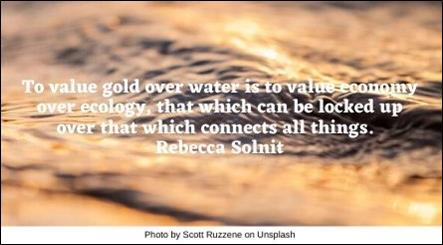 To value gold over water is to value economy
over ecology, that which can be locked up
over that which connects all things.
Rebecca Solnit
Photo by Scott Ruzzene on Unsplash